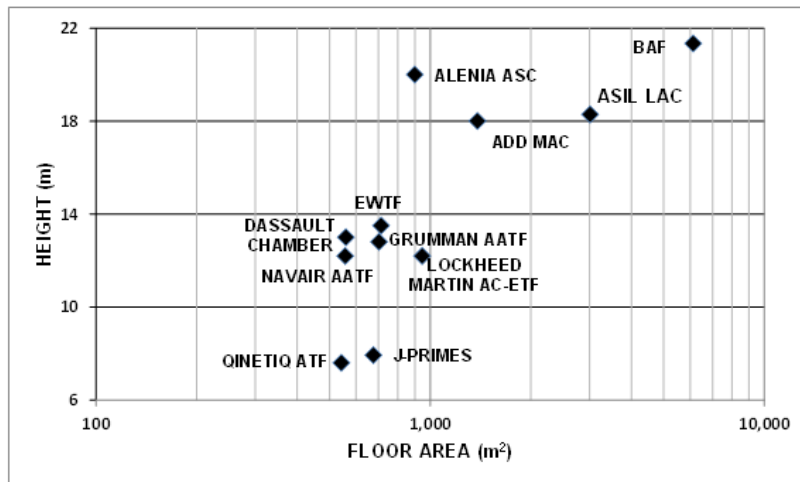 22
18
14
10
6
HEIGHT (m)
BAF
ALENIA ASC
ASIL LAC
ADD MAC
EWTF
DASSAULT
CHAMBER
GRUMMAN AATF
NAVAIR AATF
LOCKHEED
MARTIN AC-ETF
QINETIQ ATF
J-PRIMES
100
1,000
10,000
FLOOR AREA (m²)